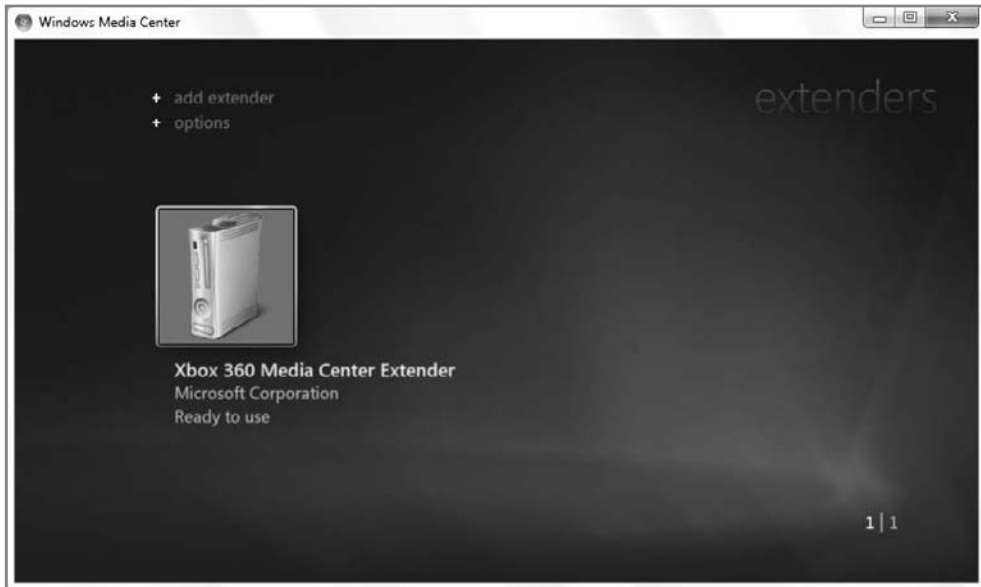 Windows Media Center
+ add extender
+ options
extenders
Xbox 360 Media Center Extender
Microsoft Corporation
Ready to use
1 | 1